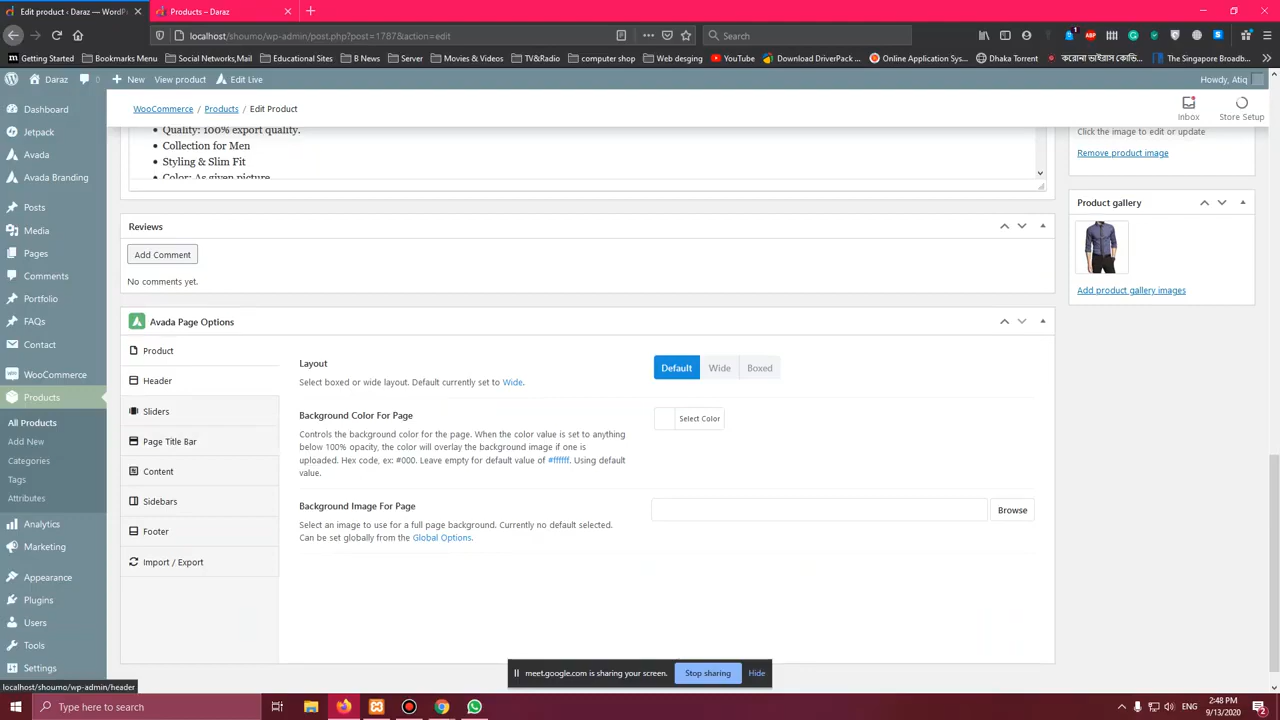 Edit product ‹ Daraz — WordPr
Products – Daraz
localhost/shoumo/wp-admin/post.php?post=1787&action=edit
Search
Getting Started
Bookmarks Menu
Social Networks,Mail
Educational Sites
B News
Server
Movies & Videos
TV&Radio
computer shop
Web desging
YouTube
Download DriverPack ...
Online Application Sys...
Dhaka Torrent
করোনা ভাইরাস কোভি...
The Singapore Broadb...
Daraz
0
New
View product
Edit Live
Howdy, Atiq
WooCommerce / Products / Edit Product
Inbox
Store Setup
Dashboard
Jetpack
Avada
Avada Branding
Posts
Media
Pages
Comments
Portfolio
FAQs
Contact
WooCommerce
Products
All Products
Add New
Categories
Tags
Attributes
Analytics
Marketing
Appearance
Plugins
Users
Tools
Settings
Quality: 100% export quality.
Collection for Men
Styling & Slim Fit
Color: As given picture
Reviews
Add Comment
No comments yet.
Avada Page Options
Product
Header
Sliders
Page Title Bar
Content
Sidebars
Footer
Import / Export
Layout
Select boxed or wide layout. Default currently set to Wide.
Default
Wide
Boxed
Background Color For Page
Controls the background color for the page. When the color value is set to anything
below 100% opacity, the color will overlay the background image if one is
uploaded. Hex code, ex: #000. Leave empty for default value of #ffffff. Using default
value.
Select Color
Background Image For Page
Select an image to use for a full page background. Currently no default selected.
Can be set globally from the Global Options.
Browse
Click the image to edit or update
Remove product image
Product gallery
Add product gallery images
meet.google.com is sharing your screen.
Stop sharing
Hide
localhost/shoumo/wp-admin/header
Type here to search
ENG
2:48 PM
9/13/2020
2